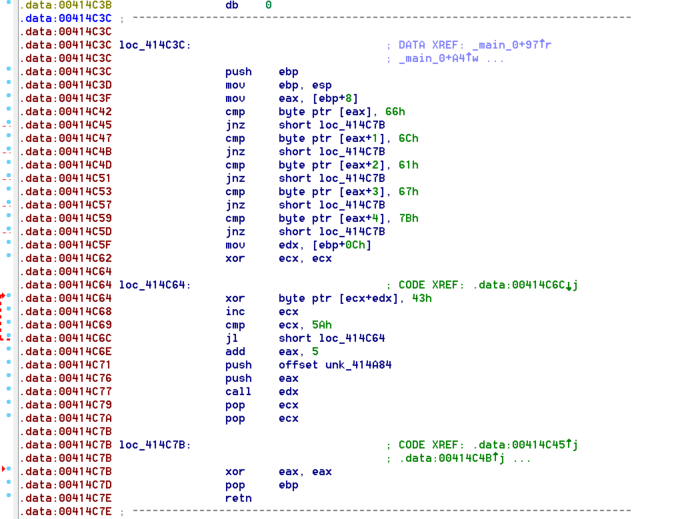 .data:00414C3B db 0
.data:00414C3C ; ---------------------------------------------------------------------------
.data:00414C3C
.data:00414C3C loc_414C3C: ; DATA XREF: _main_0+97↑r
.data:00414C3C ; _main_0+A4↑w ...
.data:00414C3C push ebp
.data:00414C3D mov ebp, esp
.data:00414C3F mov eax, [ebp+8]
.data:00414C42 cmp byte ptr [eax], 66h
.data:00414C45 jnz short loc_414C7B
.data:00414C47 cmp byte ptr [eax+1], 6Ch
.data:00414C4B jnz short loc_414C7B
.data:00414C4D cmp byte ptr [eax+2], 61h
.data:00414C51 jnz short loc_414C7B
.data:00414C53 cmp byte ptr [eax+3], 67h
.data:00414C57 jnz short loc_414C7B
.data:00414C59 cmp byte ptr [eax+4], 7Bh
.data:00414C5D jnz short loc_414C7B
.data:00414C5F mov edx, [ebp+0Ch]
.data:00414C62 xor ecx, ecx
.data:00414C64
.data:00414C64 loc_414C64: ; CODE XREF: .data:00414C6C↓j
.data:00414C64 xor byte ptr [ecx+edx], 43h
.data:00414C68 inc ecx
.data:00414C69 cmp ecx, 5Ah
.data:00414C6C jl short loc_414C64
.data:00414C6E add eax, 5
.data:00414C71 push offset unk_414A84
.data:00414C76 push eax
.data:00414C77 call edx
.data:00414C79 pop ecx
.data:00414C7A pop ecx
.data:00414C7B
.data:00414C7B loc_414C7B: ; CODE XREF: .data:00414C45↑j
.data:00414C7B ; .data:00414C4B↑j ...
.data:00414C7B xor eax, eax
.data:00414C7D pop ebp
.data:00414C7E retn
.data:00414C7E ; ---------------------------------------------------------------------------